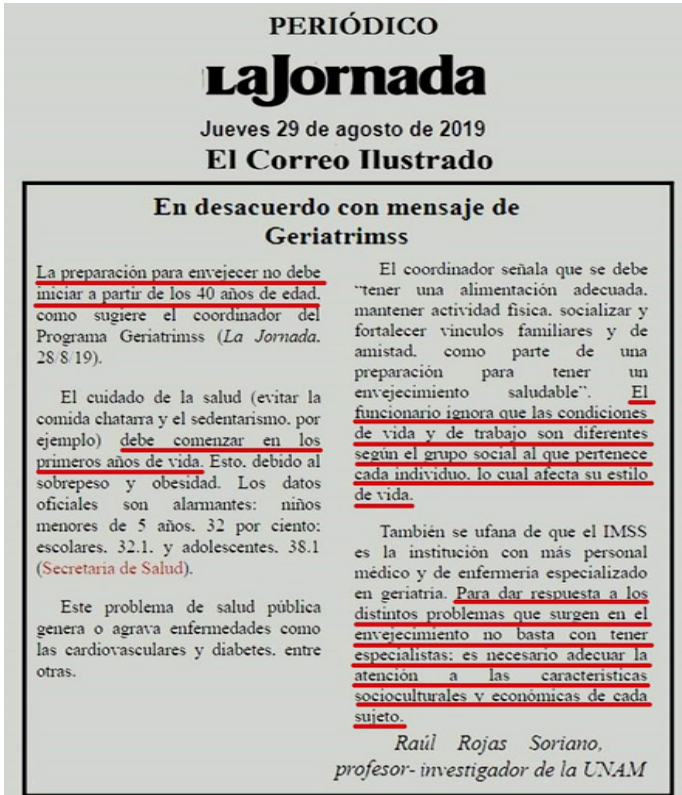 PERIÓDICO
LaJornada
Jueves 29 de agosto de 2019
El Correo Ilustrado
En desacuerdo con mensaje de
Geriatrimss
La preparación para envejecer no debe
iniciar a partir de los 40 años de edad,
como sugiere el coordinador del
Programa Geriatrimss (La Jornada,
28/8/19).
El cuidado de la salud (evitar la
comida chatarra y el sedentarismo, por
ejemplo) debe comenzar en los
primeros años de vida. Esto, debido al
sobrepeso y obesidad. Los datos
oficiales son alarmantes: niños
menores de 5 años, 32 por ciento;
escolares, 32.1, y adolescentes, 38.1
(Secretaría de Salud).
Este problema de salud pública
genera o agrava enfermedades como
las cardiovasculares y diabetes, entre
otras.
El coordinador señala que se debe
"tener una alimentación adecuada,
mantener actividad física, socializar y
fortalecer vínculos familiares y de
amistad, como parte de una
preparación para tener un
envejecimiento saludable". El
funcionario ignora que las condiciones
de vida y de trabajo son diferentes
según el grupo social al que pertenece
cada individuo, lo cual afecta su estilo
de vida.
También se ufana de que el IMSS
es la institución con más personal
médico y de enfermería especializado
en geriatría. Para dar respuesta a los
distintos problemas que surgen en el
envejecimiento no basta con tener
especialistas; es necesario adecuar la
atención a las características
socioculturales y económicas de cada
sujeto.
Raúl Rojas Soriano,
profesor- investigador de la UNAM